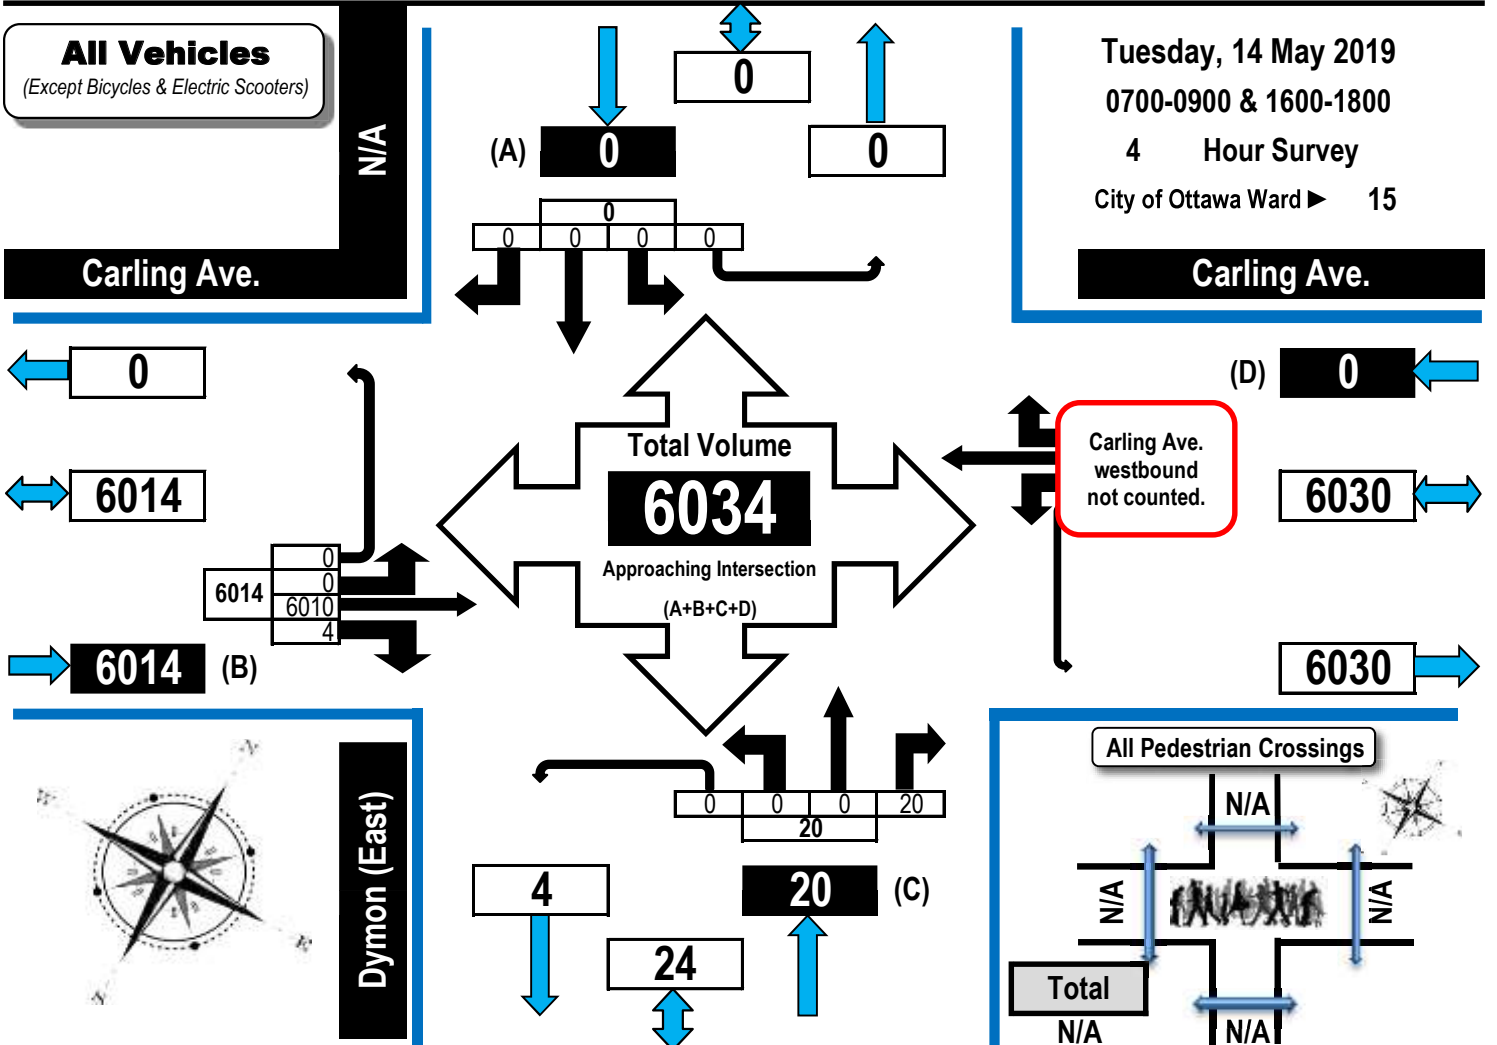 All Vehicles
(Except Bicycles & Electric Scooters)
N/A
Carling Ave.
0
0
(A) 0
0
0
0 0 0 0
Tuesday, 14 May 2019
0700-0900 & 1600-1800
4 Hour Survey
City of Ottawa Ward ► 15
Carling Ave.
0
6014
0
6014
0
6010
4
6014 (B)
Total Volume
6034
Approaching Intersection
(A+B+C+D)
(D) 0
Carling Ave.
westbound
not counted.
6030
6030
N
W
E
S
Dymon (East)
0 0 0 20
20
4
20 (C)
24
All Pedestrian Crossings
N/A
N/A
N/A
Total
N/A
N/A